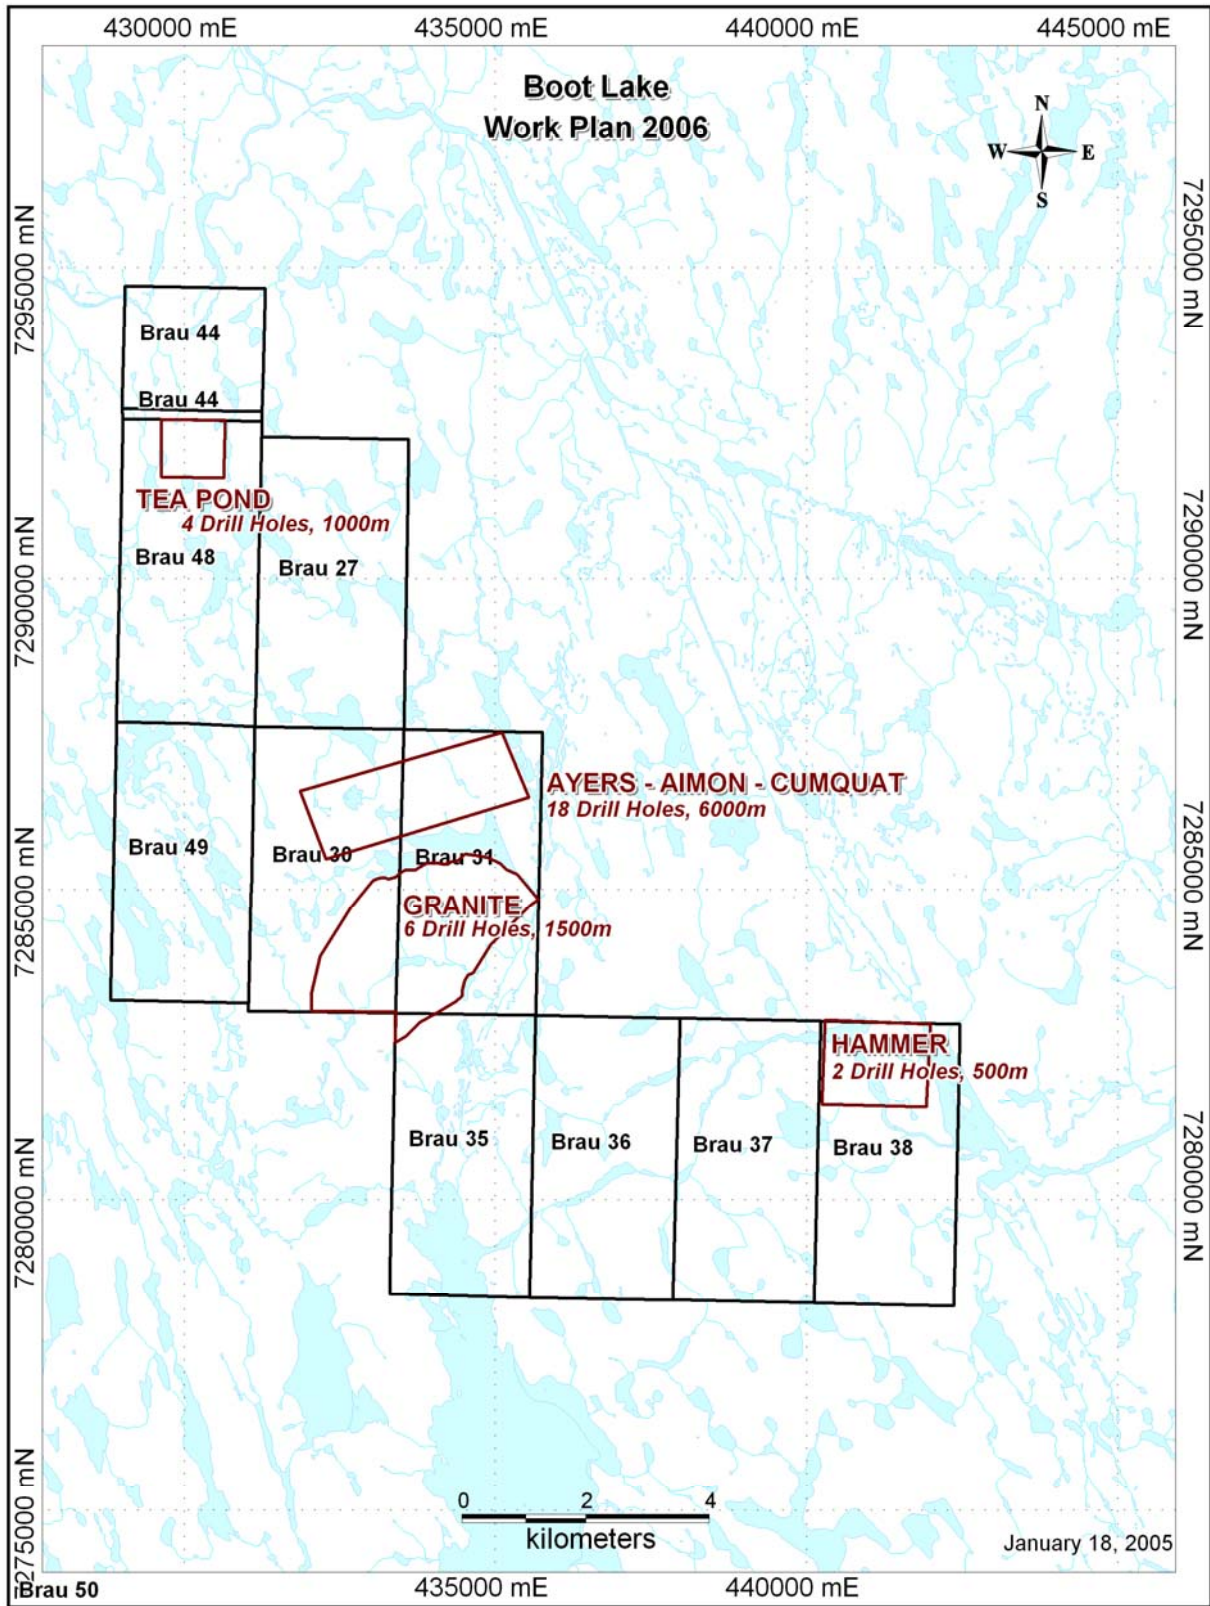 430000 mE
435000 mE
440000 mE
445000 mE
Boot Lake
Work Plan 2006
N
W
E
S
7295000 mN
7295000 mN
Brau 44
Brau 44
TEA POND
4 Drill Holes, 1000m
Brau 48
Brau 27
7290000 mN
7290000 mN
AYERS - AIMON - CUMQUAT
18 Drill Holes, 6000m
Brau 49
Brau 30
Brau 31
7285000 mN
7285000 mN
GRANITE
6 Drill Holes, 1500m
HAMMER
2 Drill Holes, 500m
Brau 35
Brau 36
Brau 37
Brau 38
7280000 mN
7280000 mN
0
2
4
kilometers
January 18, 2005
7275000 mN
Brau 50
435000 mE
440000 mE